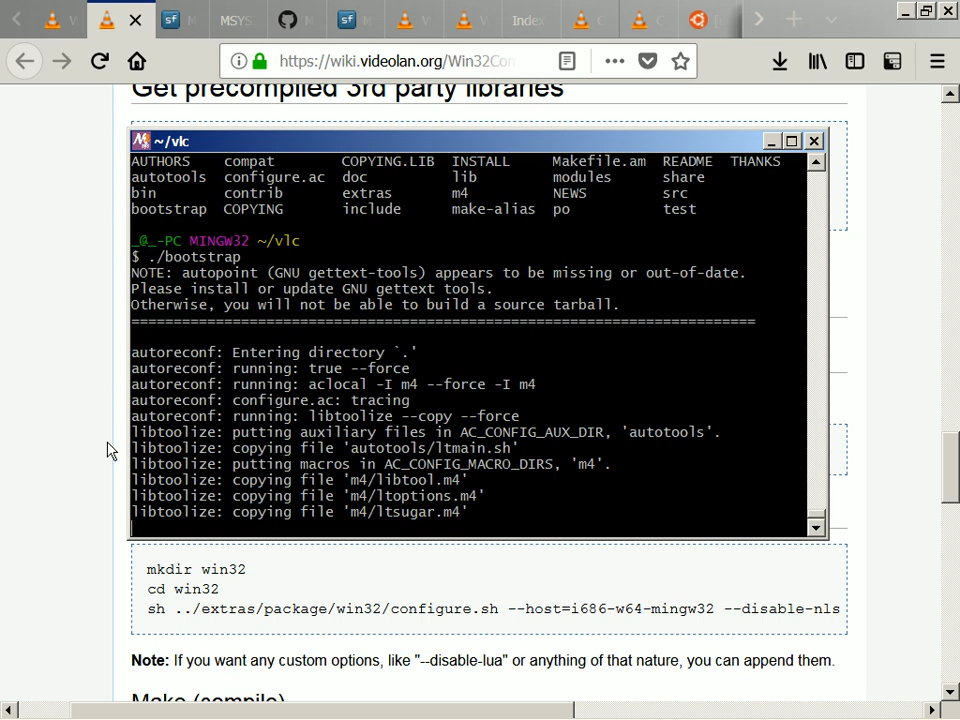 MSYS
Index
https://wiki.videolan.org/Win32Co
Get precompiled 3rd party libraries
~/vlc
AUTHORS compat COPYING.LIB INSTALL Makefile.am README THANKS
autotools configure.ac doc lib modules share
bin contrib extras m4 NEWS src
bootstrap COPYING include make-alias po test
_@_-PC MINGW32 ~/vlc
$ ./bootstrap
NOTE: autopoint (GNU gettext-tools) appears to be missing or out-of-date.
Please install or update GNU gettext tools.
Otherwise, you will not be able to build a source tarball.
==========================================================================
autoreconf: Entering directory `.'
autoreconf: running: true --force
autoreconf: running: aclocal -I m4 --force -I m4
autoreconf: configure.ac: tracing
autoreconf: running: libtoolize --copy --force
libtoolize: putting auxiliary files in AC_CONFIG_AUX_DIR, 'autotools'.
libtoolize: copying file 'autotools/ltmain.sh'
libtoolize: putting macros in AC_CONFIG_MACRO_DIRS, 'm4'.
libtoolize: copying file 'm4/libtool.m4'
libtoolize: copying file 'm4/ltoptions.m4'
libtoolize: copying file 'm4/ltsugar.m4'
mkdir win32
cd win32
sh ../extras/package/win32/configure.sh --host=i686-w64-mingw32 --disable-nls
Note: If you want any custom options, like "--disable-lua" or anything of that nature, you can append them.
Make (compile)